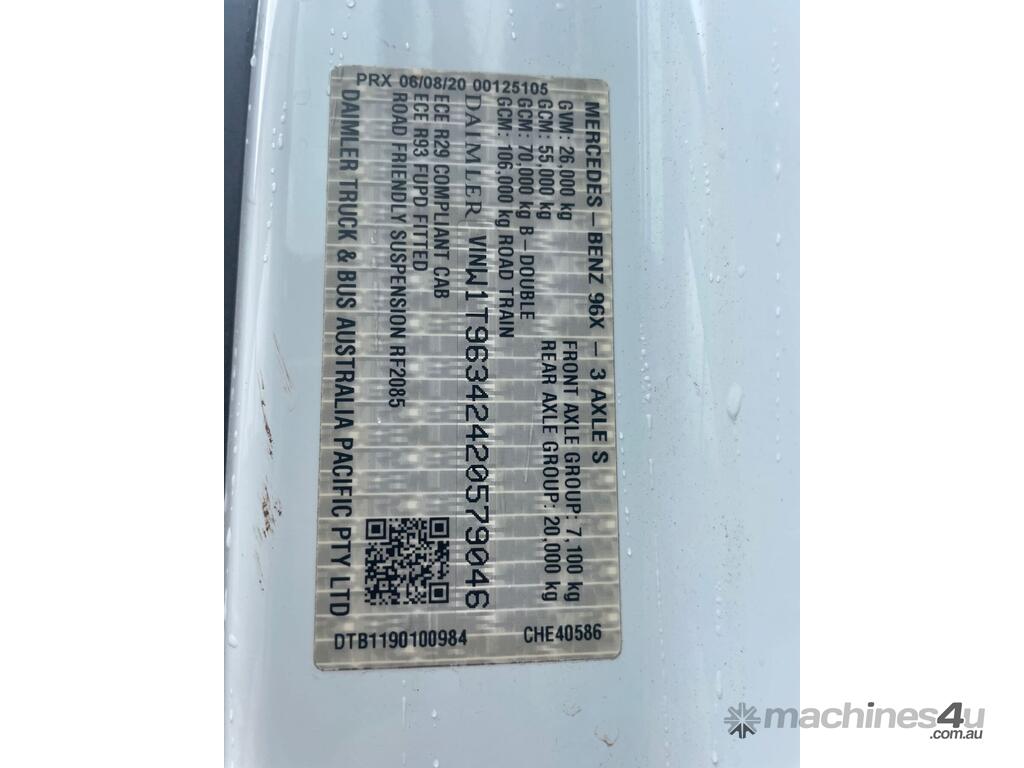 PRX 06/08/20 00125105
MERCEDES-BENZ 96X - 3 AXLE S
GVM: 26,000 kg FRONT AXLE GROUP: 7,100 kg
GCM: 55,000 kg REAR AXLE GROUP: 20,000 kg
GCM: 70,000 kg B-DOUBLE
GCM: 106,000 kg ROAD TRAIN
DAIMLER VINW1T96342420579046
ECE R29 COMPLIANT CAB
ECE R93 FUPD FITTED
ROAD FRIENDLY SUSPENSION RF2085
DAIMLER TRUCK & BUS AUSTRALIA PACIFIC PTY LTD
DTB1190100984 CHE40586
machines4u
.com.au